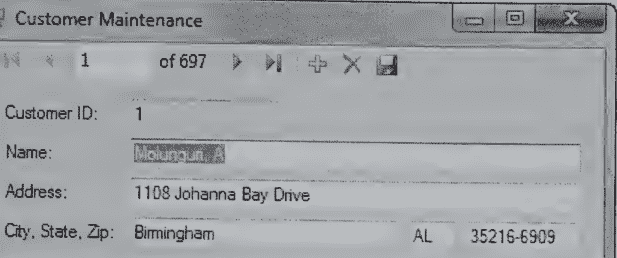 Customer Maintenance
1 of 697
Customer ID: 1
Name: Molunguri, A
Address: 1108 Johanna Bay Drive
City, State, Zip: Birmingham AL 35216-6909